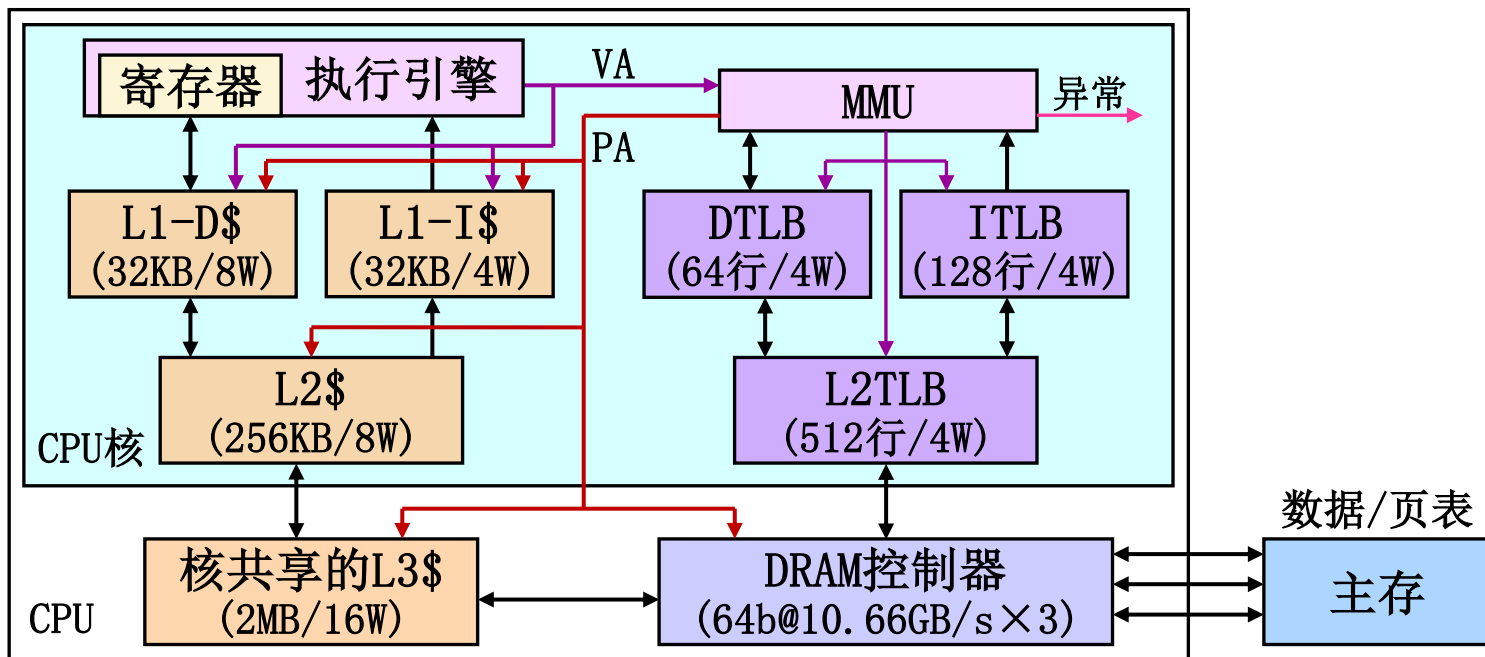 寄存器
执行引擎
VA
MMU
异常
PA
L1-D$
(32KB/8W)
L1-I$
(32KB/4W)
DTLB
(64行/4W)
ITLB
(128行/4W)
L2$
(256KB/8W)
L2TLB
(512行/4W)
CPU核
数据/页表
核共享的L3$
(2MB/16W)
DRAM控制器
(64b@10.66GB/s×3)
主存
CPU